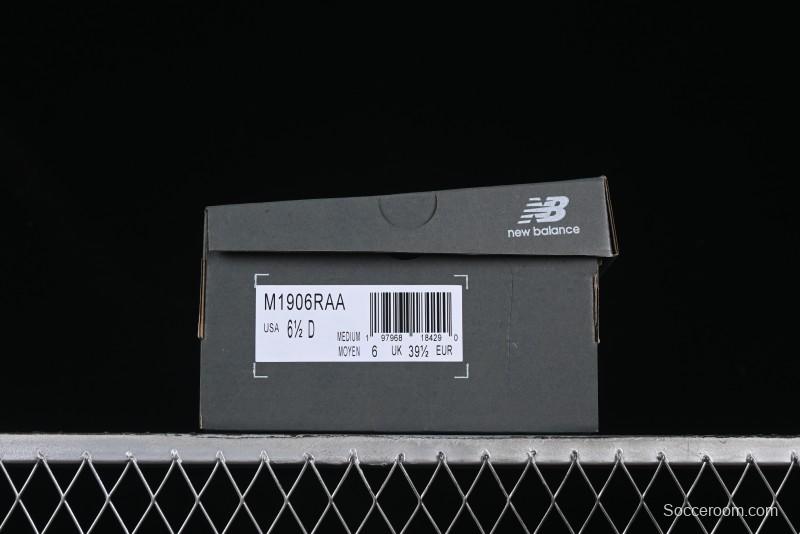 NB
new balance
M1906RAA
USA 6½ D
MEDIUM 1 97968 18429 0
MOYEN 6 UK 39½ EUR
Socceroom.com